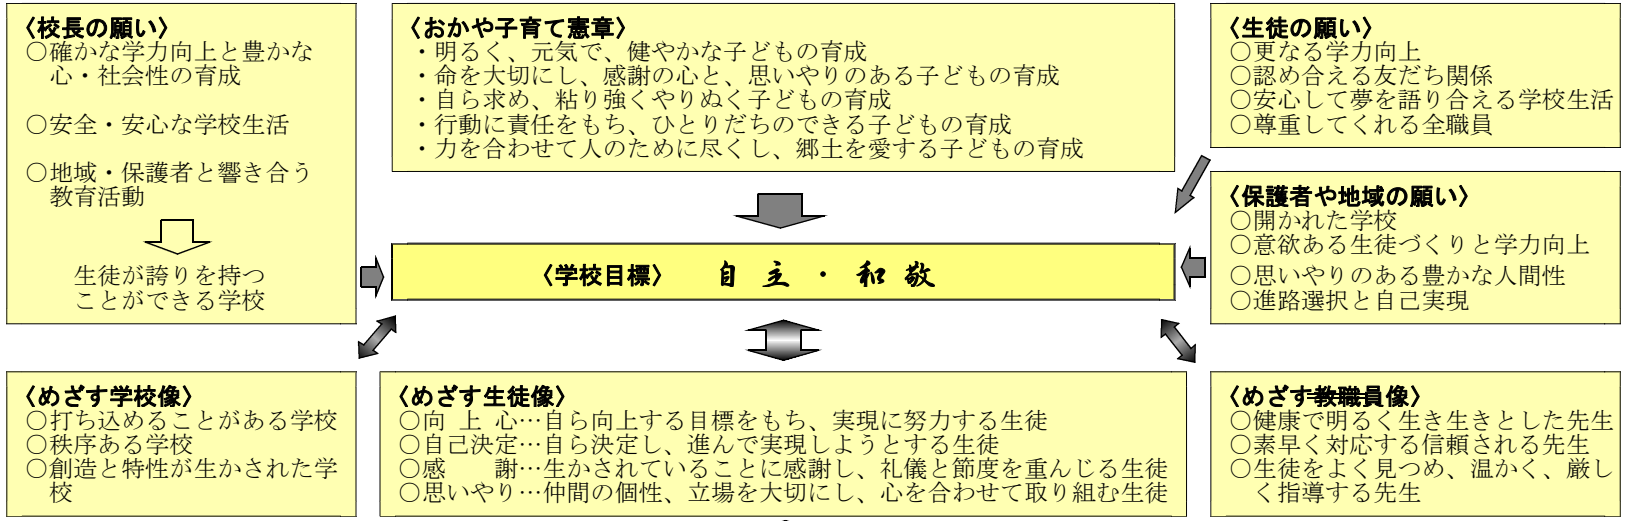 〈校長の願い〉
○確かな学力向上と豊かな
心・社会性の育成
○安全・安心な学校生活
○地域・保護者と響き合う
教育活動
生徒が誇りを持つ
ことができる学校
〈おかや子育て憲章〉
・明るく、元気で、健やかな子どもの育成
・命を大切にし、感謝の心と、思いやりのある子どもの育成
・自ら求め、粘り強くやりぬく子どもの育成
・行動に責任をもち、ひとりだちのできる子どもの育成
・力を合わせて人のために尽くし、郷土を愛する子どもの育成
〈生徒の願い〉
○更なる学力向上
○認め合える友だち関係
○安心して夢を語り合える学校生活
○尊重してくれる全職員
〈保護者や地域の願い〉
○開かれた学校
○意欲ある生徒づくりと学力向上
○思いやりのある豊かな人間性
○進路選択と自己実現
〈学校目標〉 自主・和敬
〈めざす学校像〉
○打ち込めることがある学校
○秩序ある学校
○創造と特性が生かされた学
校
〈めざす生徒像〉
○向 上 心…自ら向上する目標をもち、実現に努力する生徒
○自己決定…自ら決定し、進んで実現しようとする生徒
○感　　謝…生かされていることに感謝し、礼儀と節度を重んじる生徒
○思いやり…仲間の個性、立場を大切にし、心を合わせて取り組む生徒
〈めざす教職員像〉
○健康で明るく生き生きとした先生
○素早く対応する信頼される先生
○生徒をよく見つめ、温かく、厳し
く指導する先生